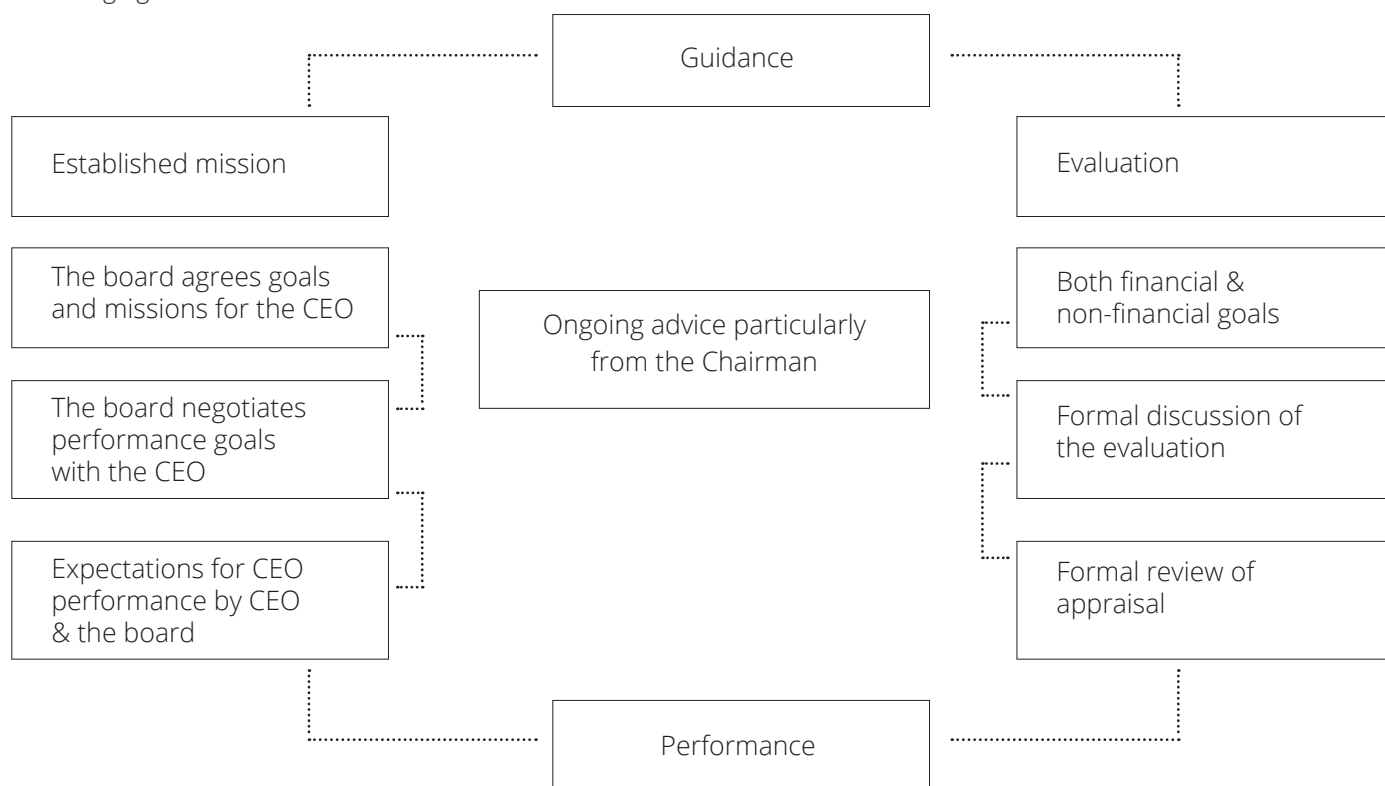 Guidance
Established mission
Evaluation
The board agrees goals
and missions for the CEO
Both financial &
non-financial goals
Ongoing advice particularly
from the Chairman
The board negotiates
performance goals
with the CEO
Formal discussion of
the evaluation
Expectations for CEO
performance by CEO
& the board
Formal review of
appraisal
Performance